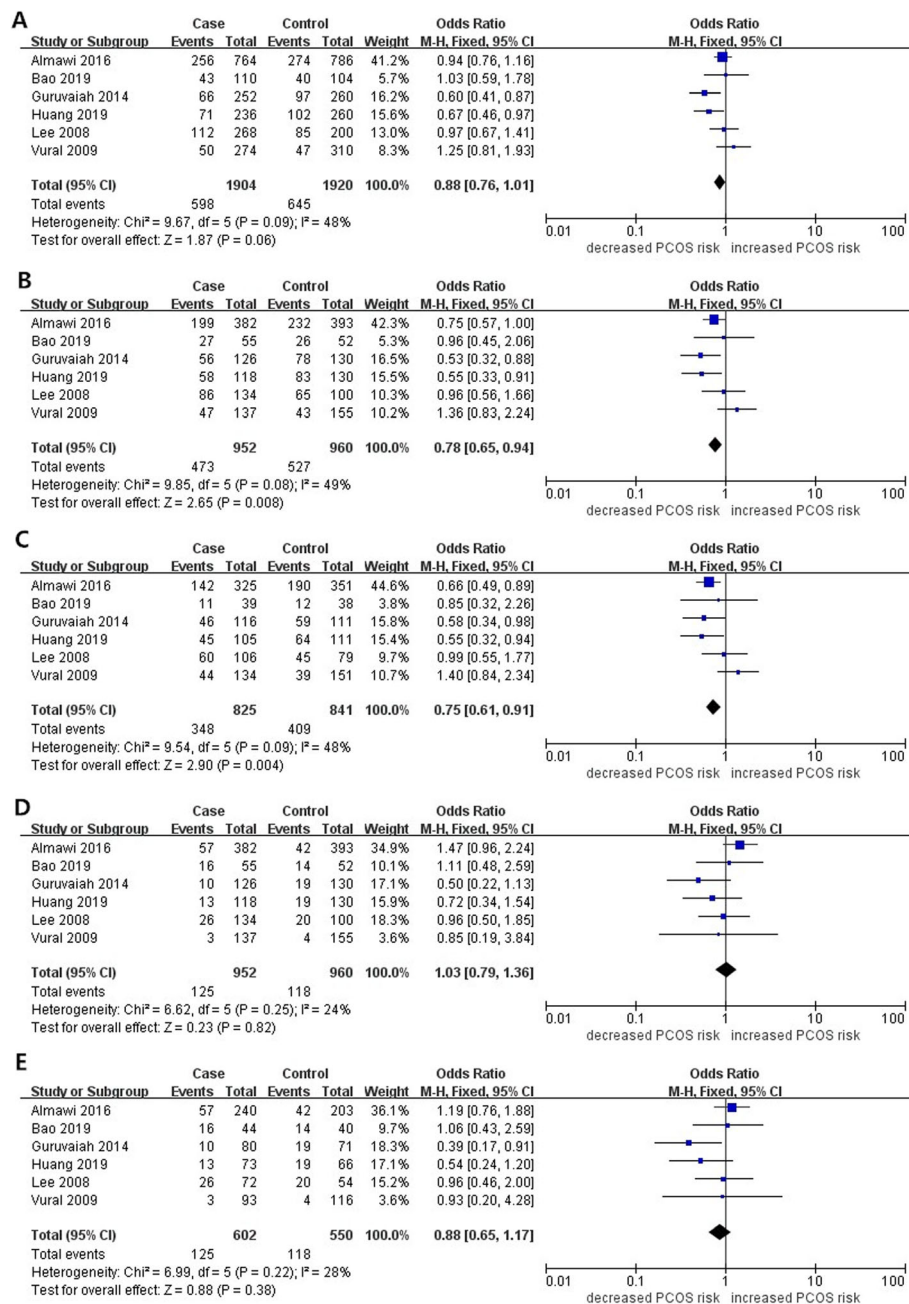 A
Case Control Odds Ratio Odds Ratio
Study or Subgroup Events Total Events Total Weight M-H, Fixed, 95% CI M-H, Fixed, 95% CI
Almawi 2016 256 764 274 786 41.2% 0.94 [0.76, 1.16]
Bao 2019 43 110 40 104 5.7% 1.03 [0.59, 1.78]
Guruvaiah 2014 66 252 97 260 16.2% 0.60 [0.41, 0.87]
Huang 2019 71 236 102 260 15.6% 0.67 [0.46, 0.97]
Lee 2008 112 268 85 200 13.0% 0.97 [0.67, 1.41]
Vural 2009 50 274 47 310 8.3% 1.25 [0.81, 1.93]
Total (95% CI) 1904 1920 100.0% 0.88 [0.76, 1.01]
Total events 598 645
Heterogeneity: Chi² = 9.67, df = 5 (P = 0.09); I² = 48%
Test for overall effect: Z = 1.87 (P = 0.06)
0.01 0.1 1 10 100
decreased PCOS risk increased PCOS risk
B
Case Control Odds Ratio Odds Ratio
Study or Subgroup Events Total Events Total Weight M-H, Fixed, 95% CI M-H, Fixed, 95% CI
Almawi 2016 199 382 232 393 42.3% 0.75 [0.57, 1.00]
Bao 2019 27 55 26 52 5.3% 0.96 [0.45, 2.06]
Guruvaiah 2014 56 126 78 130 16.5% 0.53 [0.32, 0.88]
Huang 2019 58 118 83 130 15.5% 0.55 [0.33, 0.91]
Lee 2008 86 134 65 100 10.3% 0.96 [0.56, 1.66]
Vural 2009 47 137 43 155 10.2% 1.36 [0.83, 2.24]
Total (95% CI) 952 960 100.0% 0.78 [0.65, 0.94]
Total events 473 527
Heterogeneity: Chi² = 9.85, df = 5 (P = 0.08); I² = 49%
Test for overall effect: Z = 2.65 (P = 0.008)
0.01 0.1 1 10 100
decreased PCOS risk increased PCOS risk
C
Case Control Odds Ratio Odds Ratio
Study or Subgroup Events Total Events Total Weight M-H, Fixed, 95% CI M-H, Fixed, 95% CI
Almawi 2016 142 325 190 351 44.6% 0.66 [0.49, 0.89]
Bao 2019 11 39 12 38 3.8% 0.85 [0.32, 2.26]
Guruvaiah 2014 46 116 59 111 15.8% 0.58 [0.34, 0.98]
Huang 2019 45 105 64 111 15.4% 0.55 [0.32, 0.94]
Lee 2008 60 106 45 79 9.7% 0.99 [0.55, 1.77]
Vural 2009 44 134 39 151 10.7% 1.40 [0.84, 2.34]
Total (95% CI) 825 841 100.0% 0.75 [0.61, 0.91]
Total events 348 409
Heterogeneity: Chi² = 9.54, df = 5 (P = 0.09); I² = 48%
Test for overall effect: Z = 2.90 (P = 0.004)
0.01 0.1 1 10 100
decreased PCOS risk increased PCOS risk
D
Case Control Odds Ratio Odds Ratio
Study or Subgroup Events Total Events Total Weight M-H, Fixed, 95% CI M-H, Fixed, 95% CI
Almawi 2016 57 382 42 393 34.9% 1.47 [0.96, 2.24]
Bao 2019 16 55 14 52 10.1% 1.11 [0.48, 2.59]
Guruvaiah 2014 10 126 19 130 17.1% 0.50 [0.22, 1.13]
Huang 2019 13 118 19 130 15.9% 0.72 [0.34, 1.54]
Lee 2008 26 134 20 100 18.3% 0.96 [0.50, 1.85]
Vural 2009 3 137 4 155 3.6% 0.85 [0.19, 3.84]
Total (95% CI) 952 960 100.0% 1.03 [0.79, 1.36]
Total events 125 118
Heterogeneity: Chi² = 6.62, df = 5 (P = 0.25); I² = 24%
Test for overall effect: Z = 0.23 (P = 0.82)
0.01 0.1 1 10 100
decreased PCOS risk increased PCOS risk
E
Case Control Odds Ratio Odds Ratio
Study or Subgroup Events Total Events Total Weight M-H, Fixed, 95% CI M-H, Fixed, 95% CI
Almawi 2016 57 240 42 203 36.1% 1.19 [0.76, 1.88]
Bao 2019 16 44 14 40 9.7% 1.06 [0.43, 2.59]
Guruvaiah 2014 10 80 19 71 18.3% 0.39 [0.17, 0.91]
Huang 2019 13 73 19 66 17.1% 0.54 [0.24, 1.20]
Lee 2008 26 72 20 54 15.2% 0.96 [0.46, 2.00]
Vural 2009 3 93 4 116 3.6% 0.93 [0.20, 4.28]
Total (95% CI) 602 550 100.0% 0.88 [0.65, 1.17]
Total events 125 118
Heterogeneity: Chi² = 6.99, df = 5 (P = 0.22); I² = 28%
Test for overall effect: Z = 0.88 (P = 0.38)
0.01 0.1 1 10 100
decreased PCOS risk increased PCOS risk